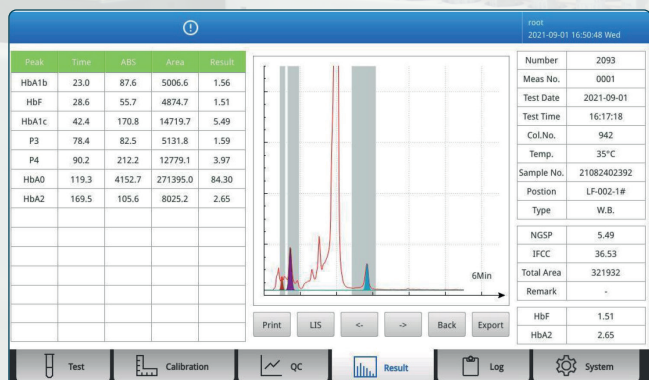 root
2021-09-01 16:50:48 Wed
Peak Time ABS Area Result
HbA1b 23.0 87.6 5006.6 1.56
HbF 28.6 55.7 4874.7 1.51
HbA1c 42.4 170.8 14719.7 5.49
P3 78.4 82.5 5131.8 1.59
P4 90.2 212.2 12779.1 3.97
HbA0 119.3 4152.7 271395.0 84.30
HbA2 169.5 105.6 8025.2 2.65
6Min
Print LIS <- -> Back Export
Number 2093
Meas No. 0001
Test Date 2021-09-01
Test Time 16:17:18
Col.No. 942
Temp. 35°C
Sample No. 21082402392
Postion LF-002-1#
Type W.B.
NGSP 5.49
IFCC 36.53
Total Area 321932
Remark -
HbF 1.51
HbA2 2.65
Test Calibration QC Result Log System